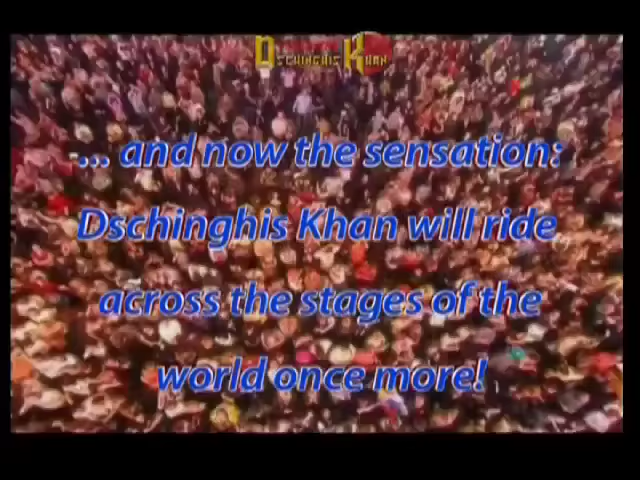 DSCHINGHIS KHAN
... and now the sensation:
Dschinghis Khan will ride
across the stages of the
world once more!